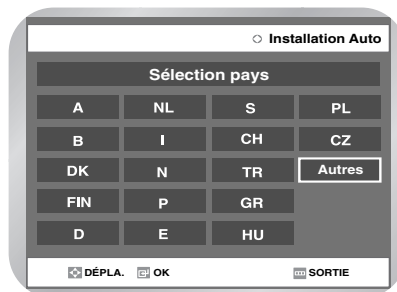 Installation Auto
Sélection pays
A NL S PL
B I CH CZ
DK N TR Autres
FIN P GR
D E HU
DÉPLA. OK SORTIE